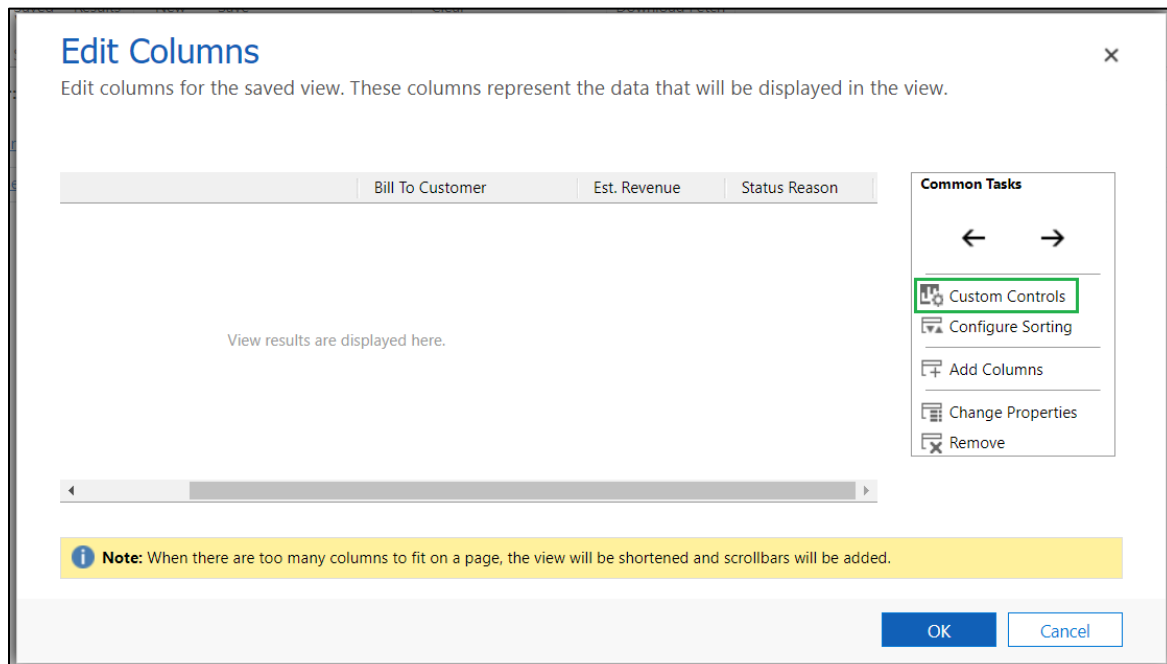 Edit Columns
Edit columns for the saved view. These columns represent the data that will be displayed in the view.
Bill To Customer Est. Revenue Status Reason
Common Tasks
Custom Controls
Configure Sorting
View results are displayed here.
Add Columns
Change Properties
Remove
Note: When there are too many columns to fit on a page, the view will be shortened and scrollbars will be added.
OK Cancel